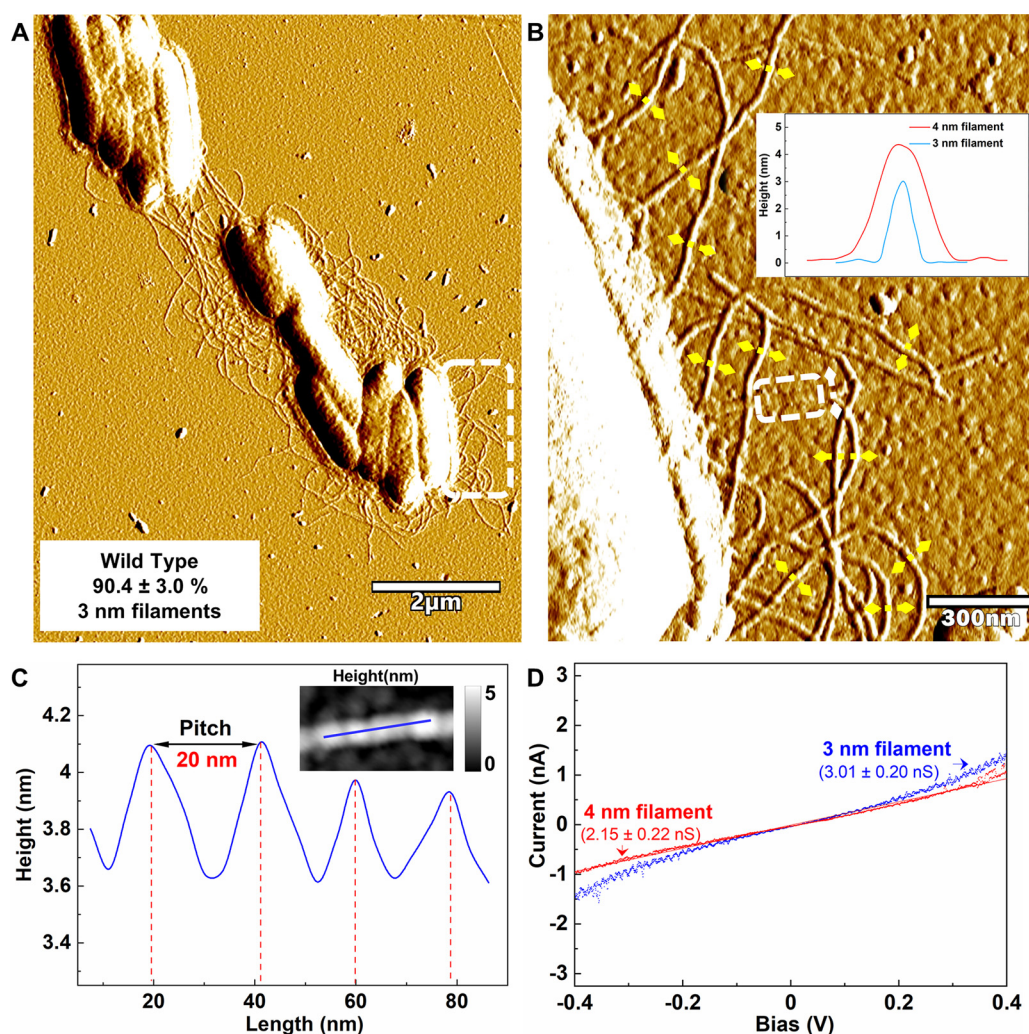 A
Wild Type
90.4 ± 3.0 %
3 nm filaments
2μm
B
Height (nm)
5
4
3
2
1
0
4 nm filament
3 nm filament
300nm
C
Height (nm)
4.2
4
3.8
3.6
3.4
Pitch
20 nm
Height(nm)
5
0
20
40
60
80
Length (nm)
D
Current (nA)
3
2
1
0
-1
-2
-3
3 nm filament
(3.01 ± 0.20 nS)
4 nm filament
(2.15 ± 0.22 nS)
-0.4
-0.2
0
0.2
0.4
Bias (V)